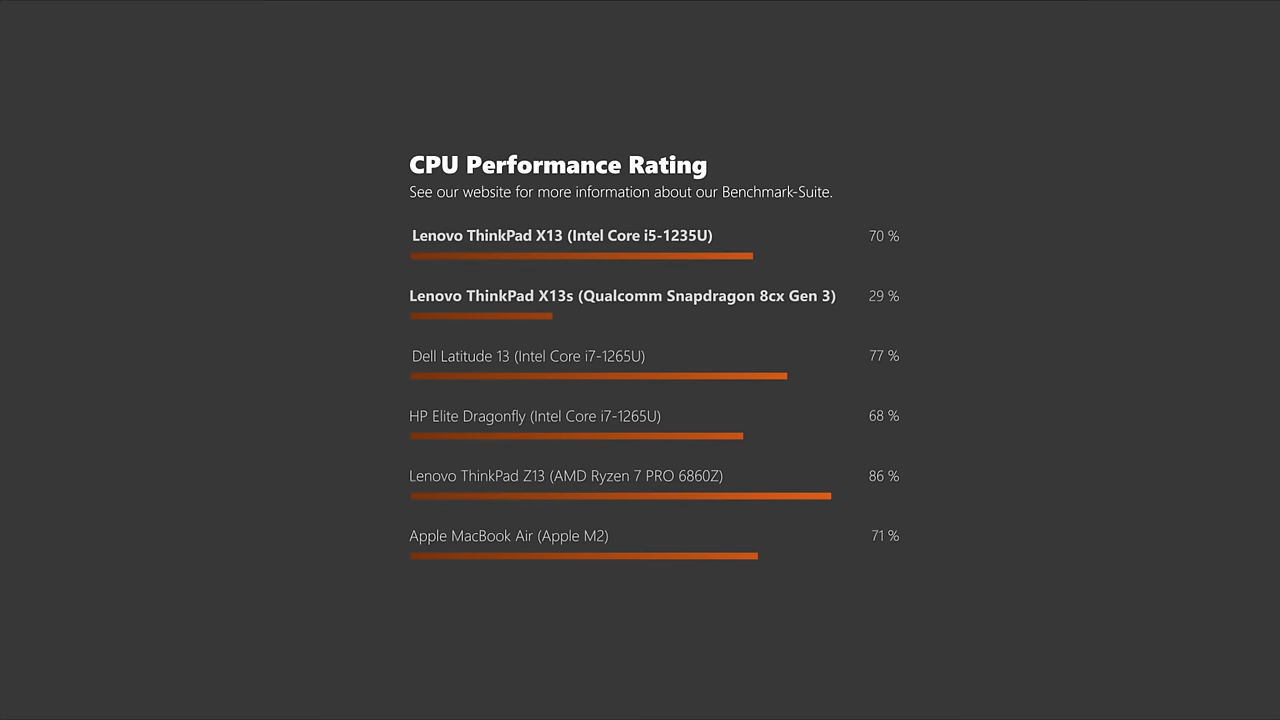 CPU Performance Rating
See our website for more information about our Benchmark-Suite.
Lenovo ThinkPad X13 (Intel Core i5-1235U) 70 %
Lenovo ThinkPad X13s (Qualcomm Snapdragon 8cx Gen 3) 29 %
Dell Latitude 13 (Intel Core i7-1265U) 77 %
HP Elite Dragonfly (Intel Core i7-1265U) 68 %
Lenovo ThinkPad Z13 (AMD Ryzen 7 PRO 6860Z) 86 %
Apple MacBook Air (Apple M2) 71 %